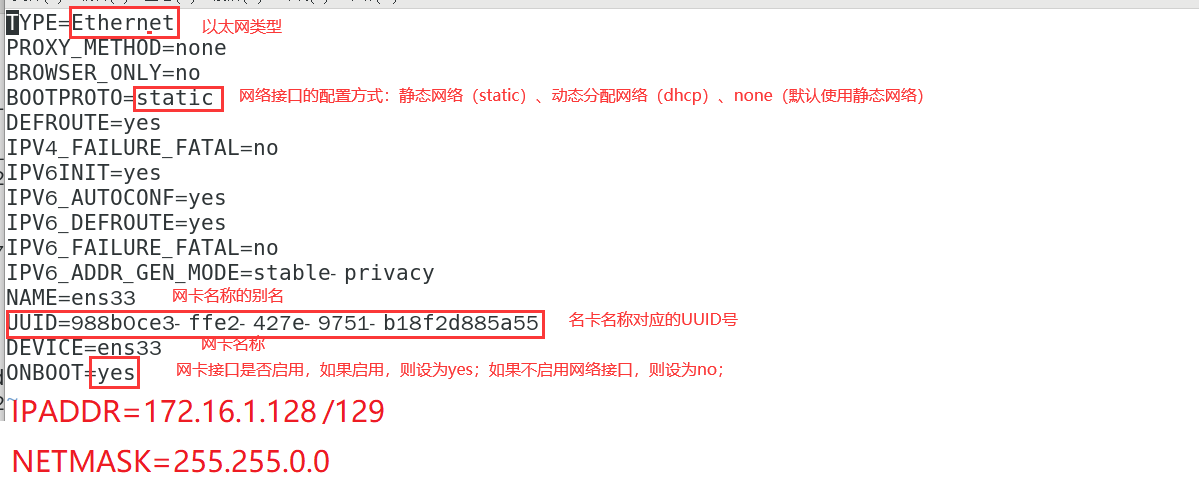 TYPE=Ethernet 以太网类型
PROXY_METHOD=none
BROWSER_ONLY=no
BOOTPROTO=static 网络接口的配置方式：静态网络（static）、动态分配网络（dhcp）、none（默认使用静态网络）
DEFROUTE=yes
IPV4_FAILURE_FATAL=no
IPV6INIT=yes
IPV6_AUTOCONF=yes
IPV6_DEFROUTE=yes
IPV6_FAILURE_FATAL=no
IPV6_ADDR_GEN_MODE=stable-privacy
NAME=ens33 网卡名称的别名
UUID=988b0ce3-ffe2-427e-9751-b18f2d885a55 名卡名称对应的UUID号
DEVICE=ens33 网卡名称
ONBOOT=yes 网卡接口是否启用，如果启用，则设为yes；如果不启用网络接口，则设为no；
~
IPADDR=172.16.1.128 /129
NETMASK=255.255.0.0